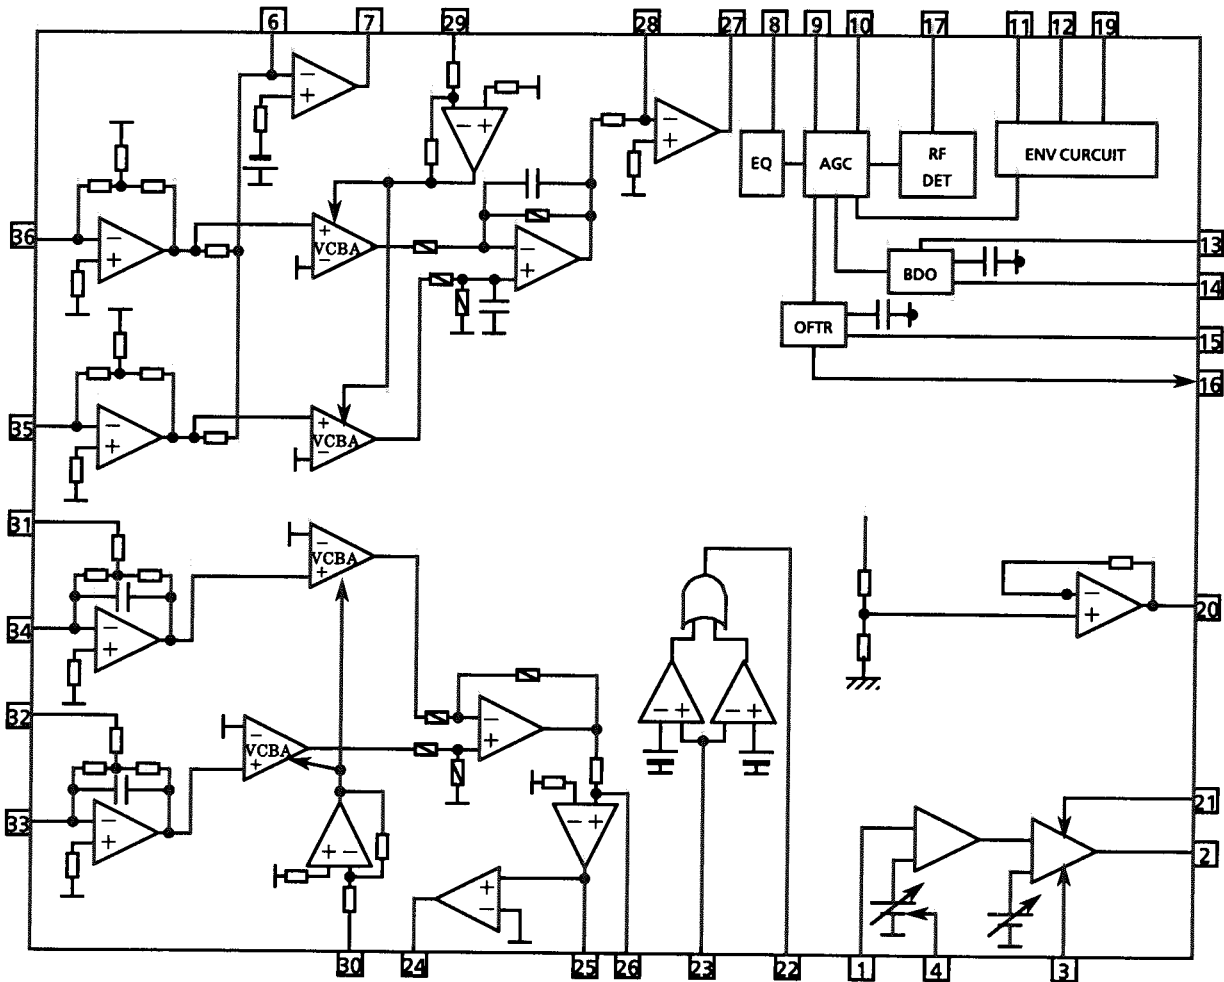 6 7 29 28 27 8 9 10 17 11 12 19
− +
− +
− +
EQ AGC RF DET ENV CURCUIT
36 − +
+ VCBA −
− +
13
BDO
14
OFTR
15
16
35 − +
+ VCBA −
31
− VCBA +
34 − +
20 − +
32
− VCBA +
− +
− + − +
33 − +
+ −
− +
21
2
+ −
30 24 25 26 23 22 1 4 3